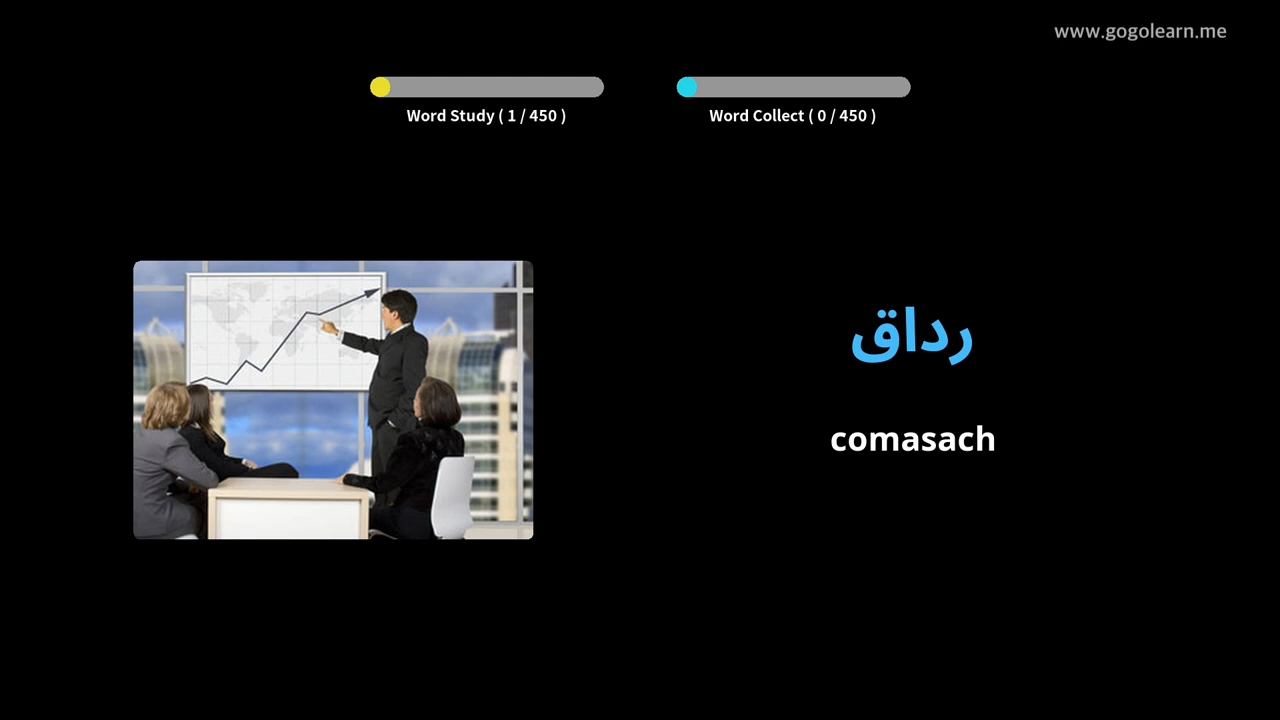 www.gogolearn.me
Word Study ( 1 / 450 )
Word Collect ( 0 / 450 )
رداق
comasach